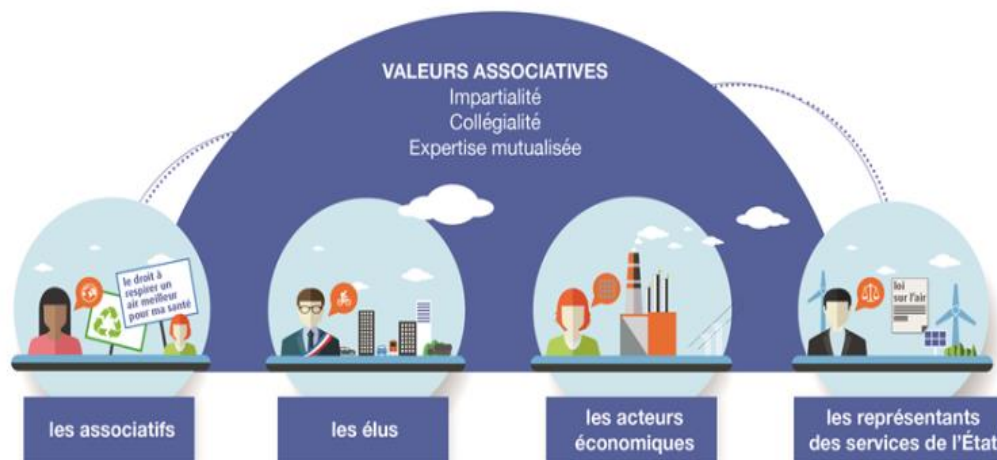 VALEURS ASSOCIATIVES
Impartialité
Collégialité
Expertise mutualisée
le droit à
respirer un
air meilleur
pour ma santé
loi
sur l'air
les associatifs
les élus
les acteurs
économiques
les représentants
des services de l'État